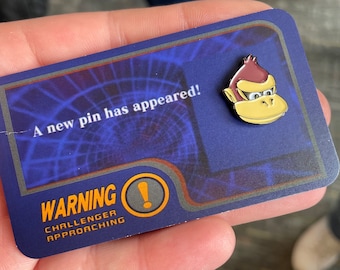 A new pin has appeared!
WARNING
CHALLENGER
APPROACHING
!